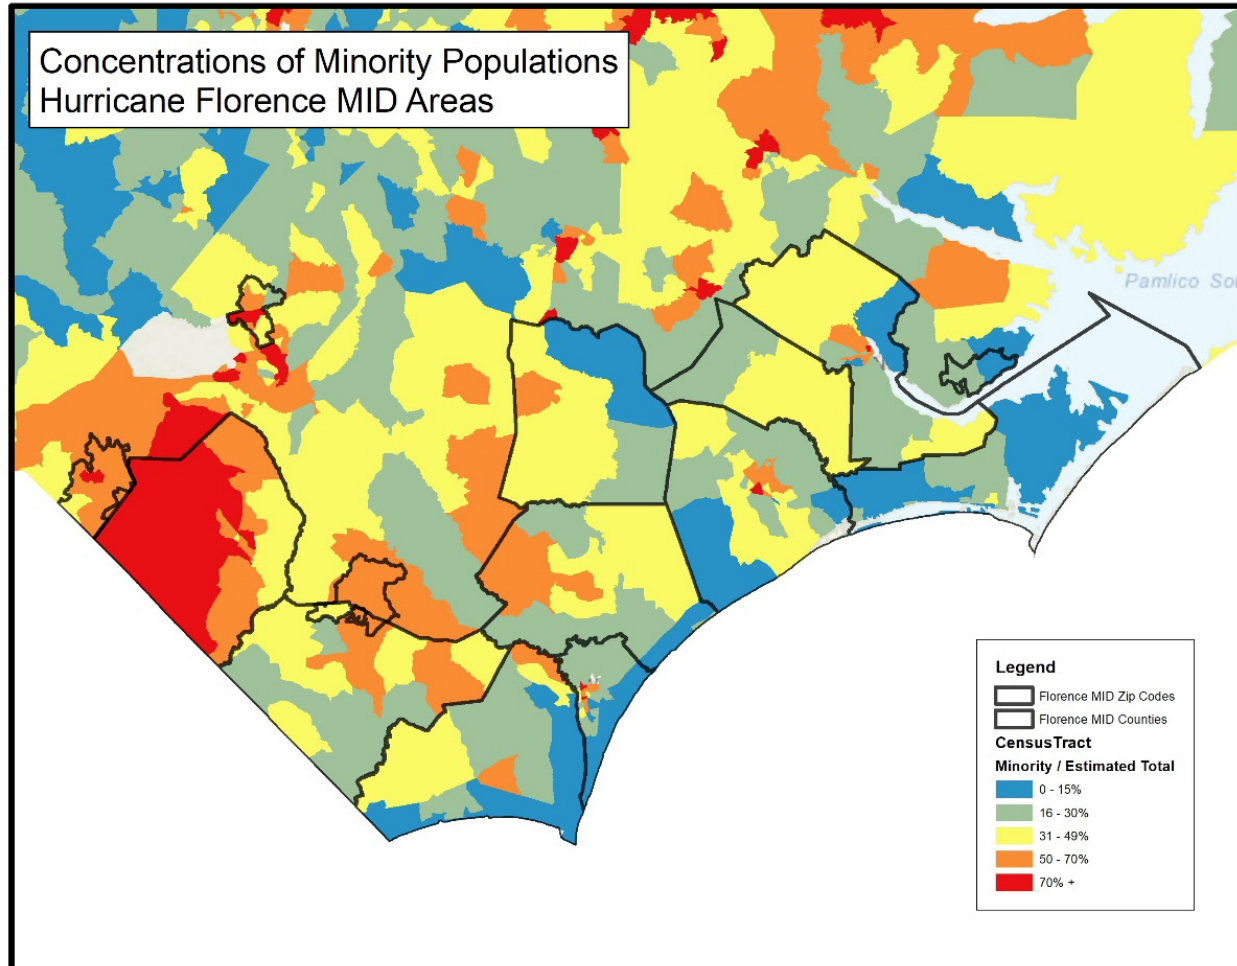 Concentrations of Minority Populations
Hurricane Florence MID Areas
Pamlico Sou
Legend
Florence MID Zip Codes
Florence MID Counties
CensusTract
Minority / Estimated Total
0 - 15%
16 - 30%
31 - 49%
50 - 70%
70% +